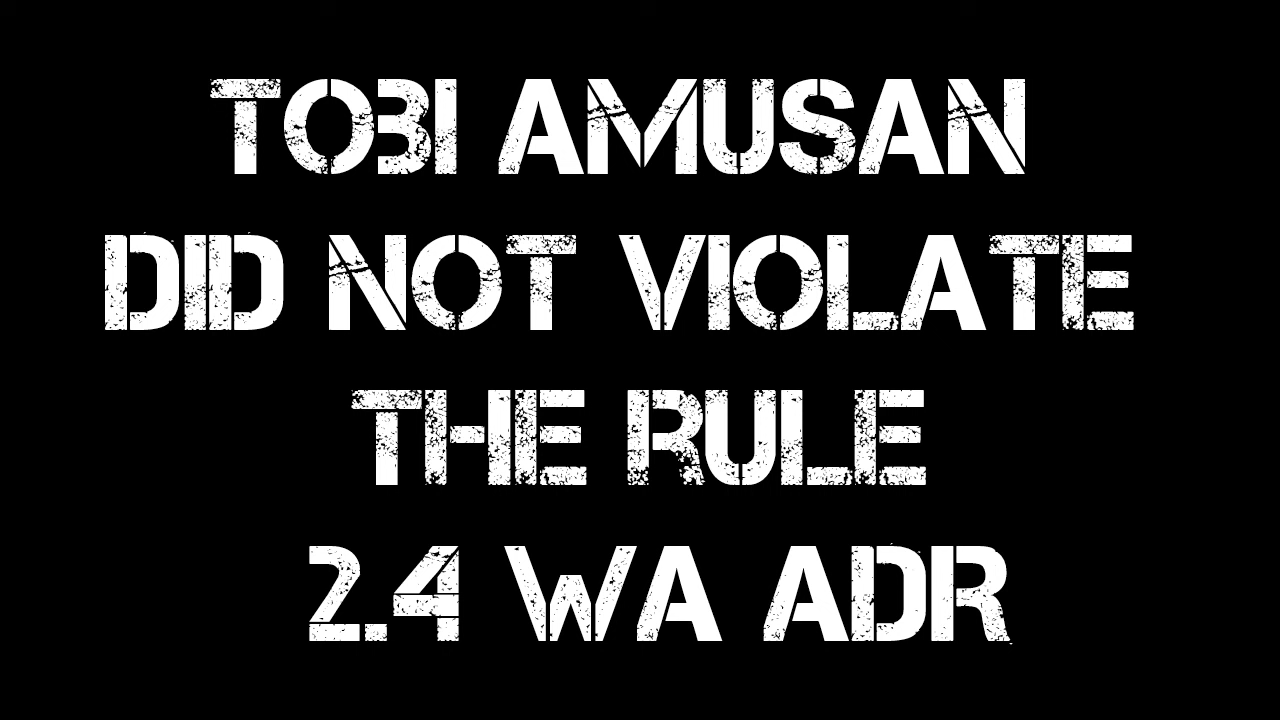 TOBI AMUSAN
DID NOT VIOLATE
THE RULE
2.4 WA ADR